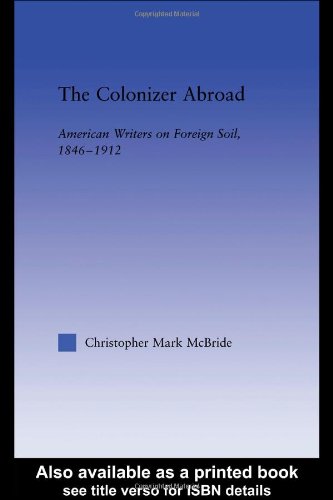 The Colonizer Abroad
American Writers on Foreign Soil,
1846–1912
Christopher Mark McBride
Also available as a printed book
see title verso for ISBN details